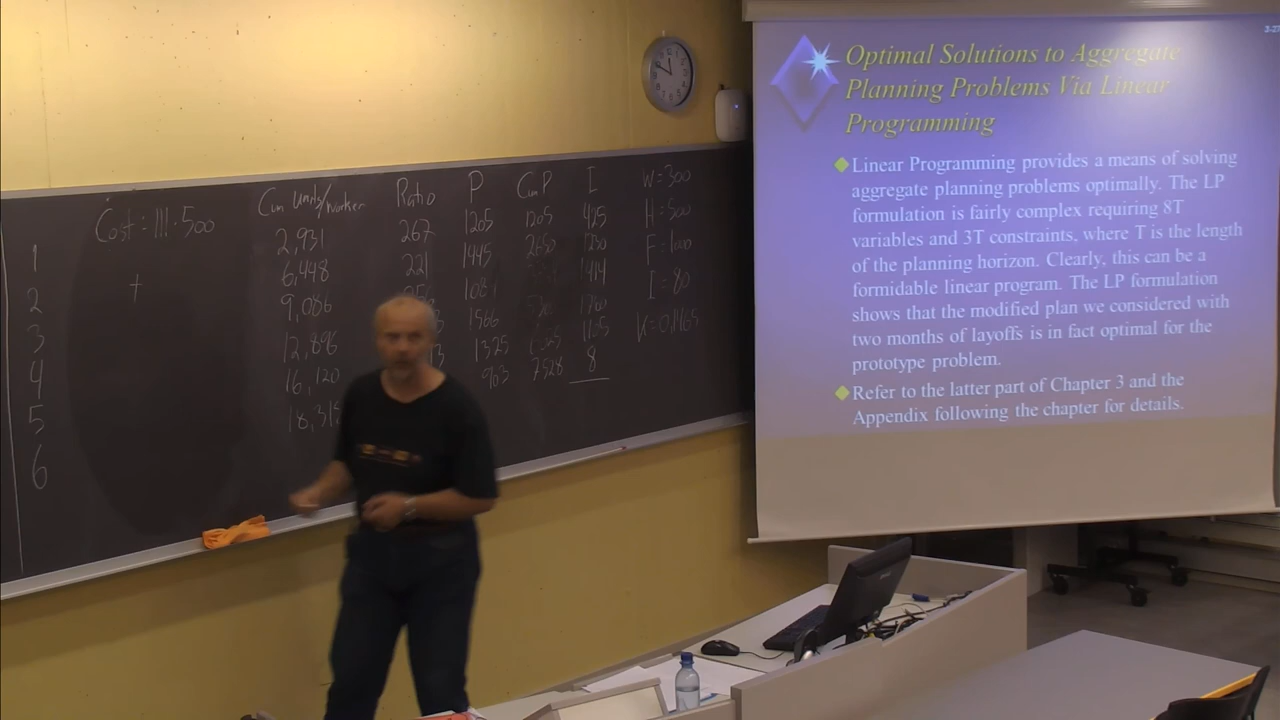 Cost: 111.500
+
1
2
3
4
5
6
Cum Units/worker Ratio P Cum P I
2,931 267 1205 1205 425
6,448 221 1445 2650
9,086
12,896 1566
16,120 1325
18,31 903 7528 8
W=300
H=500
F=1000
I=80
K=0,1465
Optimal Solutions to Aggregate
Planning Problems Via Linear
Programming
Linear Programming provides a means of solving
aggregate planning problems optimally. The LP
formulation is fairly complex requiring 8T
variables and 3T constraints, where T is the length
of the planning horizon. Clearly, this can be a
formidable linear program. The LP formulation
shows that the modified plan we considered with
two months of layoffs is in fact optimal for the
prototype problem.
Refer to the latter part of Chapter 3 and the
Appendix following the chapter for details.